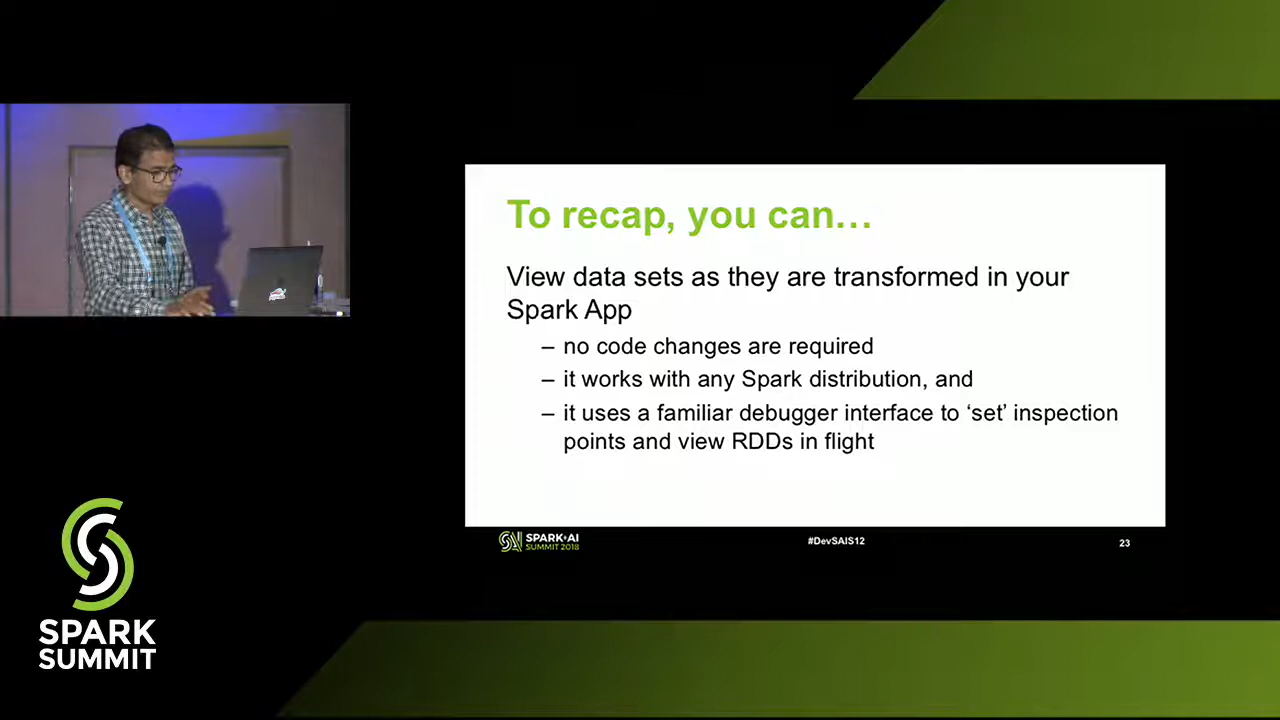 To recap, you can…
View data sets as they are transformed in your
Spark App
– no code changes are required
– it works with any Spark distribution, and
– it uses a familiar debugger interface to ‘set’ inspection
points and view RDDs in flight
SPARK+AI
SUMMIT 2018
#DevSAIS12
23
SPARK
SUMMIT